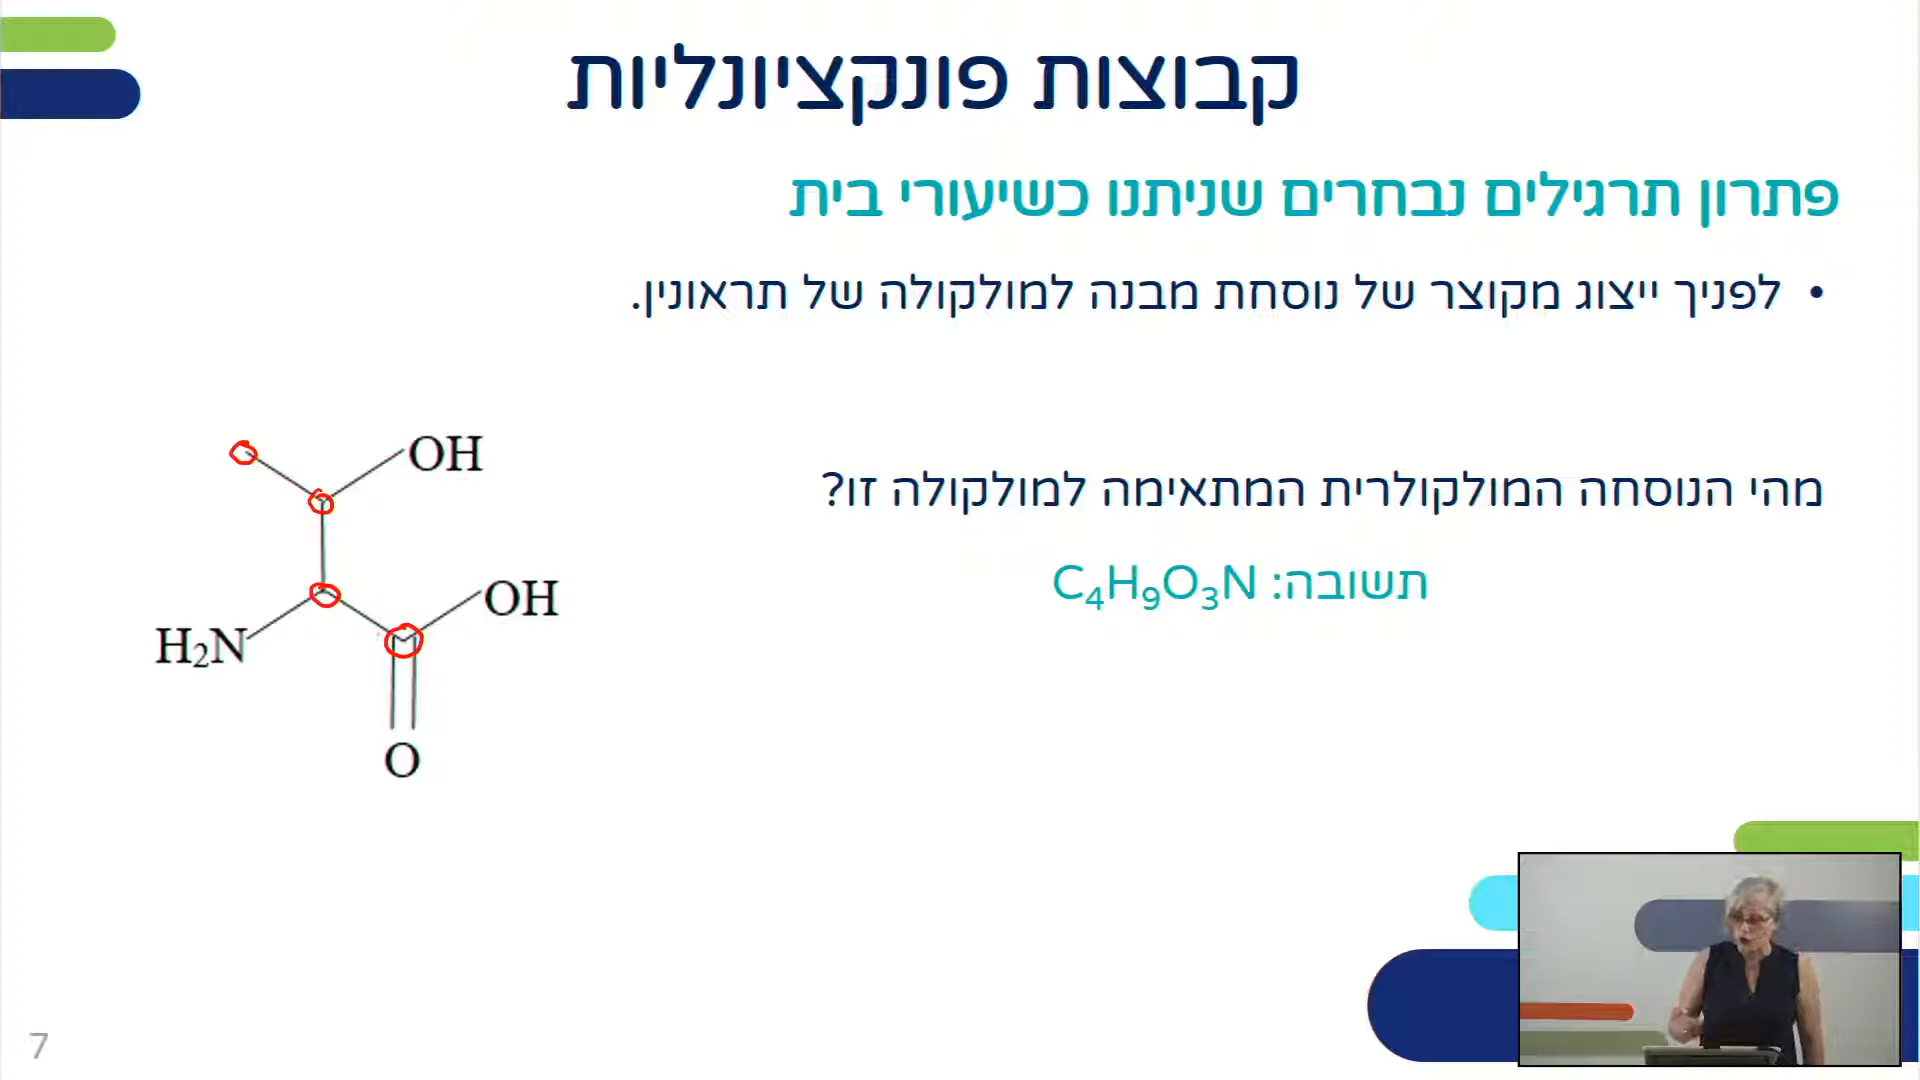 קבוצות פונקציונליות
פתרון תרגילים נבחרים שניתנו כשיעורי בית
• לפניך ייצוג מקוצר של נוסחת מבנה למולקולה של תראונין.
מהי הנוסחה המולקולרית המתאימה למולקולה זו?
תשובה: C₄H₉O₃N
OH
OH
H₂N
O
7